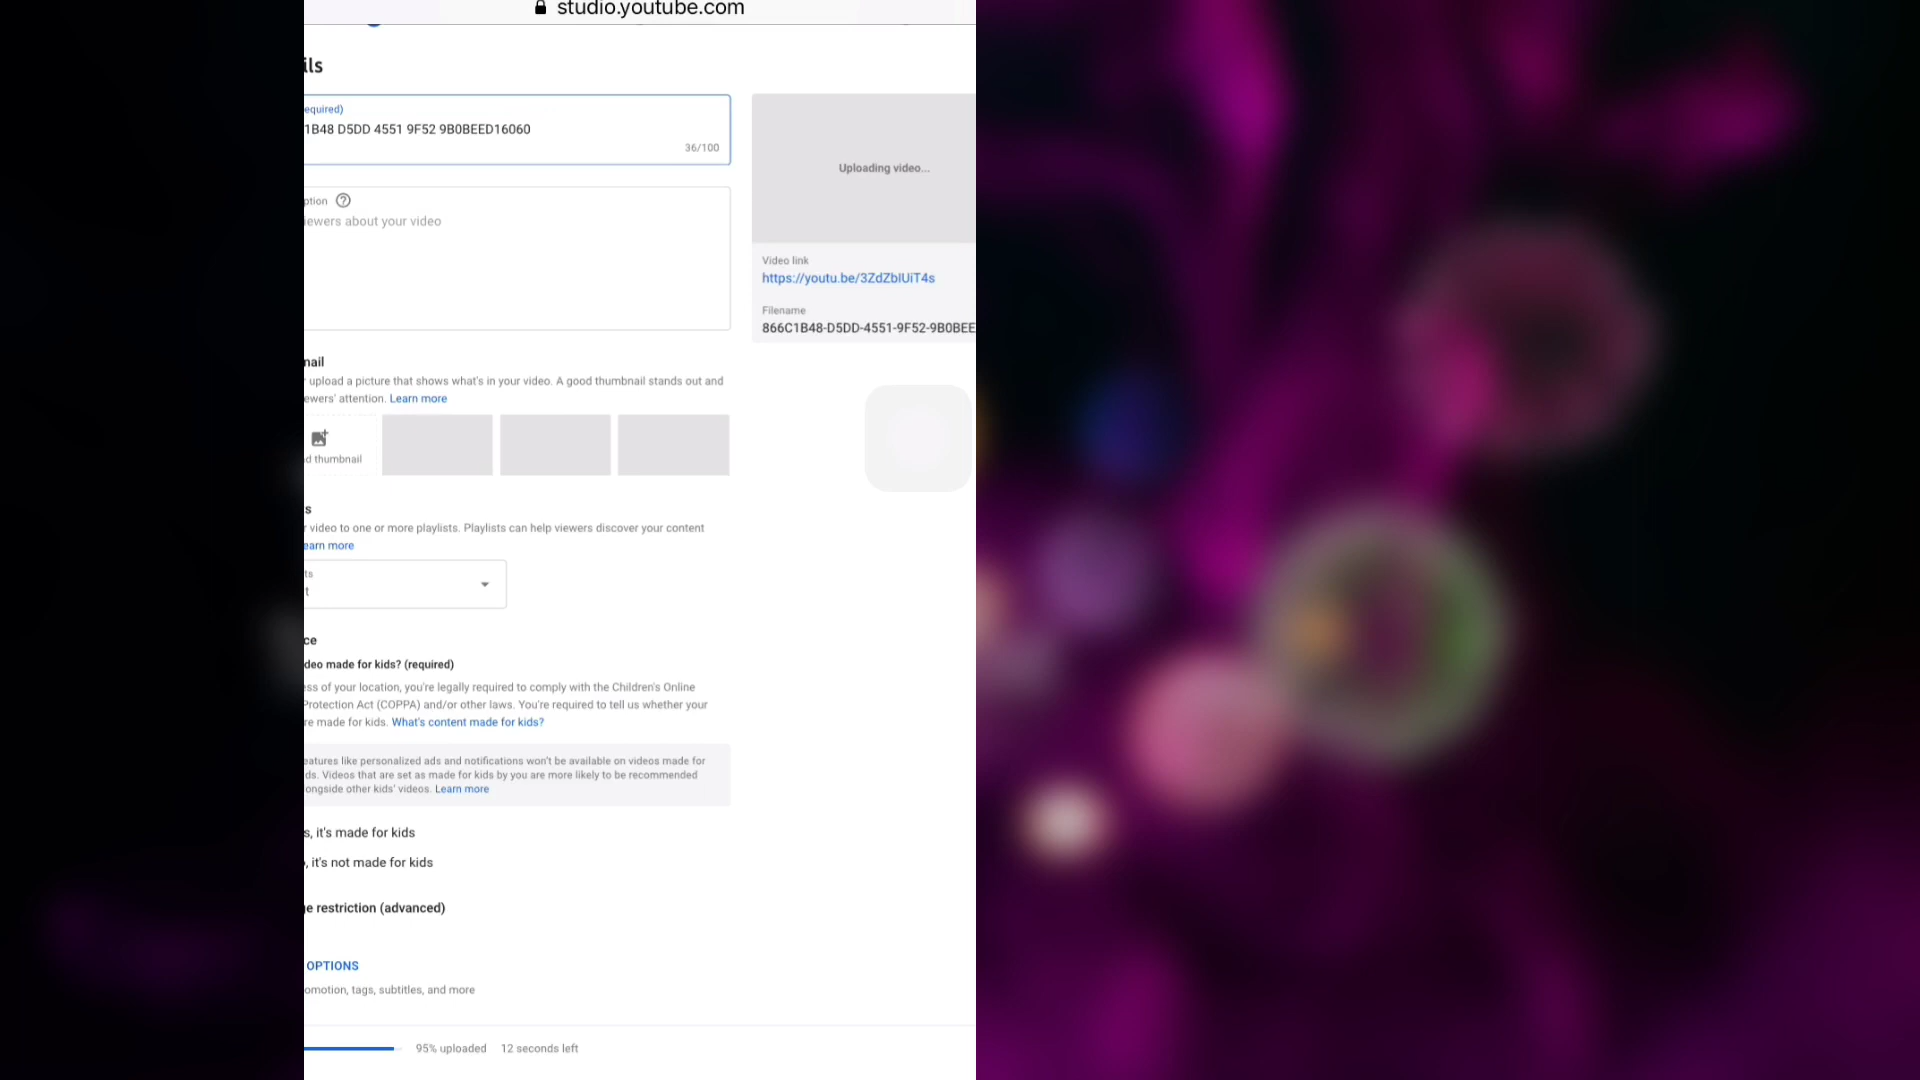 studio.youtube.com
ils
equired)
1B48 D5DD 4551 9F52 9B0BEED16060
36/100
ption ?
iewers about your video
Uploading video...
Video link
https://youtu.be/3ZdZbIUiT4s
Filename
866C1B48-D5DD-4551-9F52-9B0BEE
nail
r upload a picture that shows what's in your video. A good thumbnail stands out and
ewers' attention. Learn more
d thumbnail
s
r video to one or more playlists. Playlists can help viewers discover your content
earn more
ts
t
ce
deo made for kids? (required)
ess of your location, you're legally required to comply with the Children's Online
Protection Act (COPPA) and/or other laws. You're required to tell us whether your
re made for kids. What's content made for kids?
eatures like personalized ads and notifications won't be available on videos made for
ds. Videos that are set as made for kids by you are more likely to be recommended
ongside other kids' videos. Learn more
s, it's made for kids
, it's not made for kids
ge restriction (advanced)
OPTIONS
omotion, tags, subtitles, and more
95% uploaded 12 seconds left